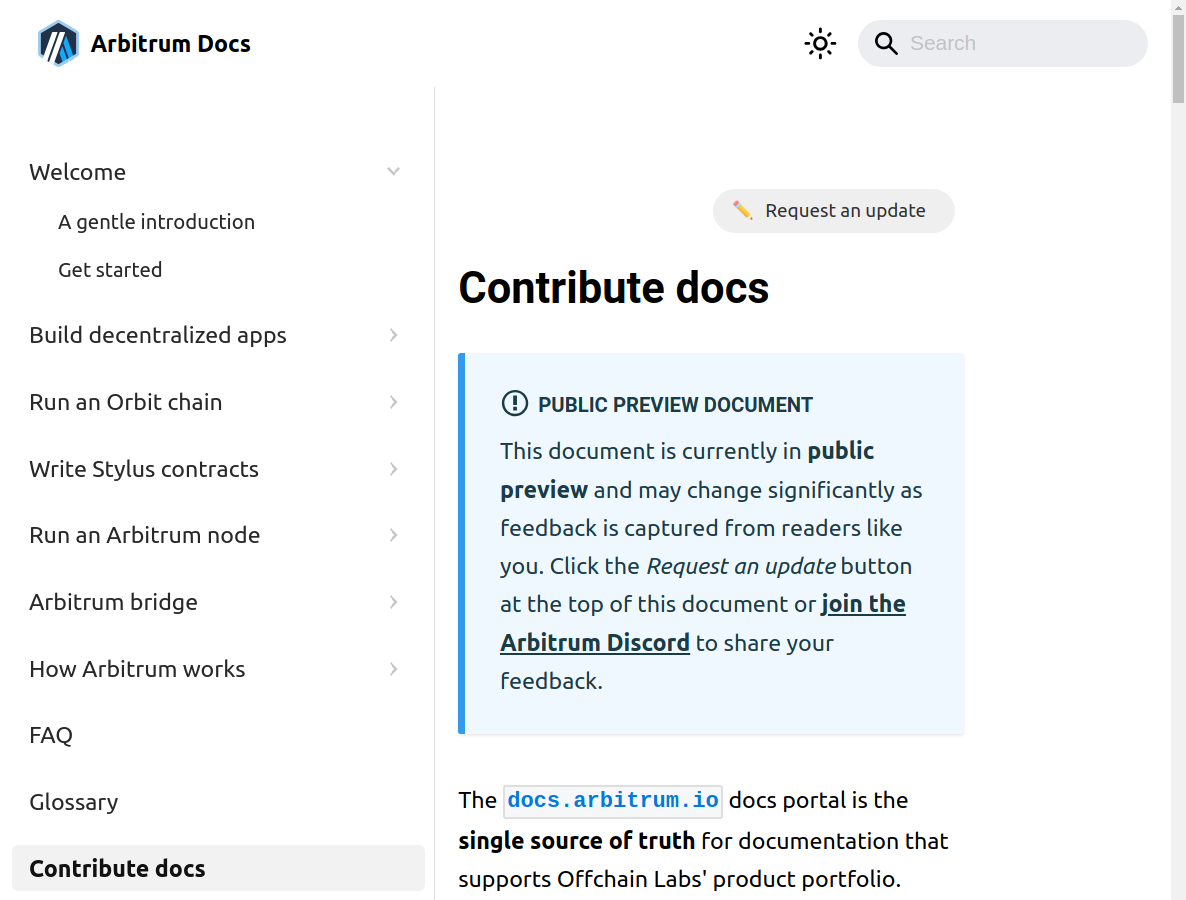 Arbitrum Docs
Search
Welcome
A gentle introduction
Get started
Build decentralized apps
Run an Orbit chain
Write Stylus contracts
Run an Arbitrum node
Arbitrum bridge
How Arbitrum works
FAQ
Glossary
Contribute docs
✏️ Request an update
Contribute docs
PUBLIC PREVIEW DOCUMENT
This document is currently in public
preview and may change significantly as
feedback is captured from readers like
you. Click the Request an update button
at the top of this document or join the
Arbitrum Discord to share your
feedback.
The docs.arbitrum.io docs portal is the
single source of truth for documentation that
supports Offchain Labs' product portfolio.